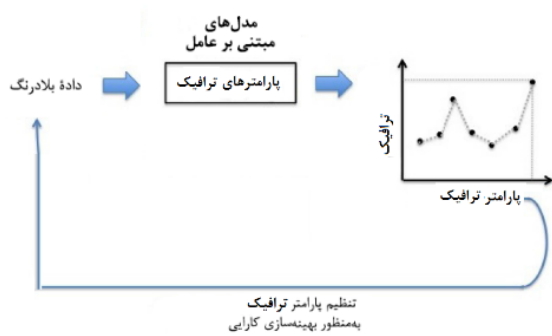 مدل‌های
مبتنی بر عامل
دادهٔ بلادرنگ
پارامترهای ترافیک
ترافیک
پارامتر ترافیک
تنظیم پارامتر ترافیک
به‌منظور بهینه‌سازی کارایی